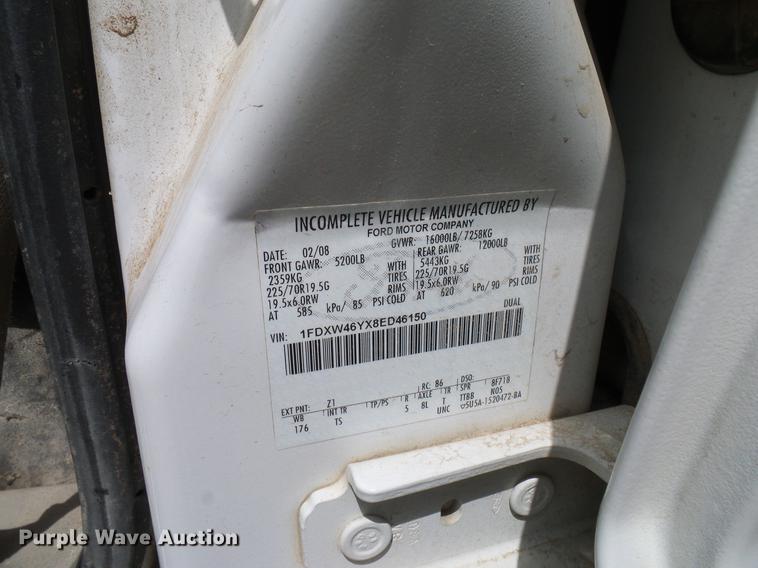 INCOMPLETE VEHICLE MANUFACTURED BY
FORD MOTOR COMPANY
DATE: 02/08 GVWR: 16000LB/ 7258KG
FRONT GAWR: 5200LB REAR GAWR: 12000LB
2359KG WITH 5443KG WITH
225/70R19.5G TIRES 225/70R19.5G TIRES
19.5x6.0RW RIMS 19.5x6.0RW RIMS
AT 585 kPa/ 85 PSI COLD AT 620 kPa/ 90 PSI COLD
DUAL
VIN: 1FDXW46YX8ED46150
EXT PNT: Z1 RC: 86 DSO: 8F718
WB INT TR TP/PS R AXLE TR SPR N05
176 TS 5 8L T TTBB
UNC 5U5A-1520472-BA
Purple Wave Auction